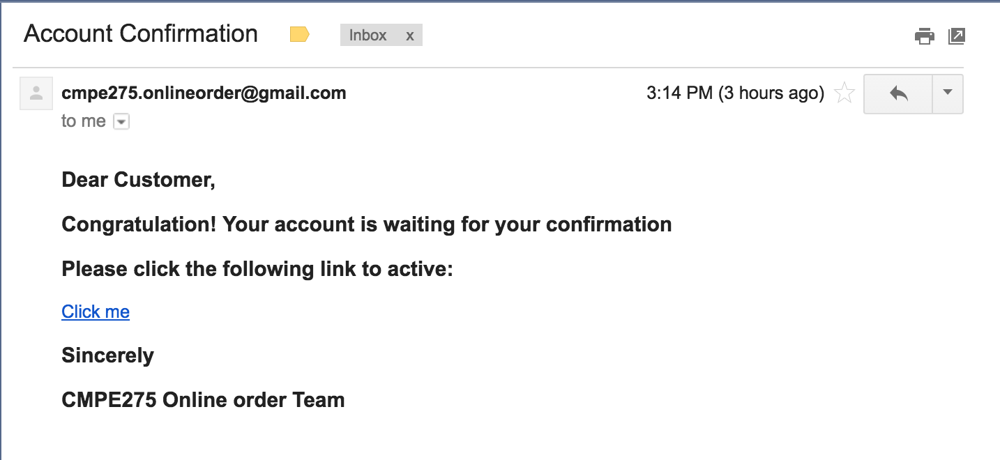 Account Confirmation Inbox x
cmpe275.onlineorder@gmail.com 3:14 PM (3 hours ago)
to me
Dear Customer,
Congratulation! Your account is waiting for your confirmation
Please click the following link to active:
Click me
Sincerely
CMPE275 Online order Team